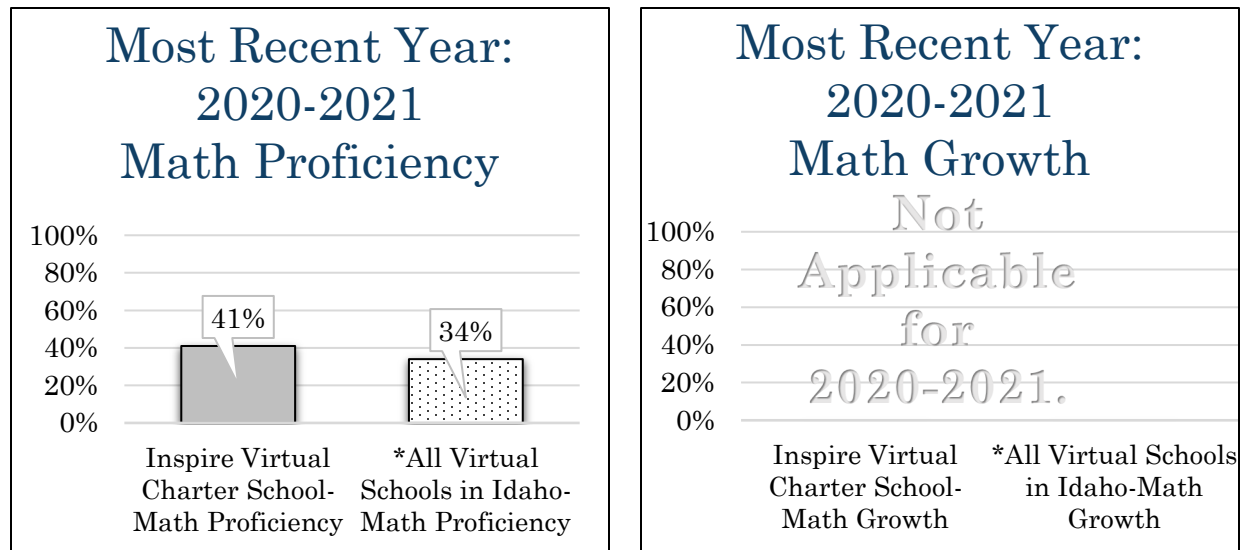 Most Recent Year:
2020-2021
Math Proficiency
100%
80%
60%
40%
20%
0%
41%
34%
Inspire Virtual
Charter School-
Math Proficiency
*All Virtual
Schools in Idaho-
Math Proficiency
Most Recent Year:
2020-2021
Math Growth
Not
Applicable
for
2020-2021.
100%
80%
60%
40%
20%
0%
Inspire Virtual
Charter School-
Math Growth
*All Virtual Schools
in Idaho-Math
Growth